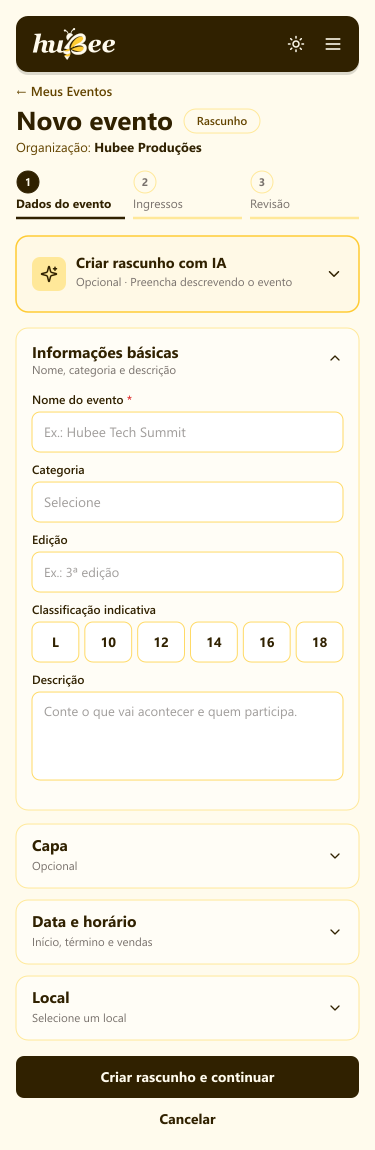 hubee
← Meus Eventos
Novo evento Rascunho
Organização: Hubee Produções
1 2 3
Dados do evento Ingressos Revisão
Criar rascunho com IA
Opcional · Preencha descrevendo o evento
Informações básicas
Nome, categoria e descrição
Nome do evento *
Ex.: Hubee Tech Summit
Categoria
Selecione
Edição
Ex.: 3ª edição
Classificação indicativa
L 10 12 14 16 18
Descrição
Conte o que vai acontecer e quem participa.
Capa
Opcional
Data e horário
Início, término e vendas
Local
Selecione um local
Criar rascunho e continuar
Cancelar